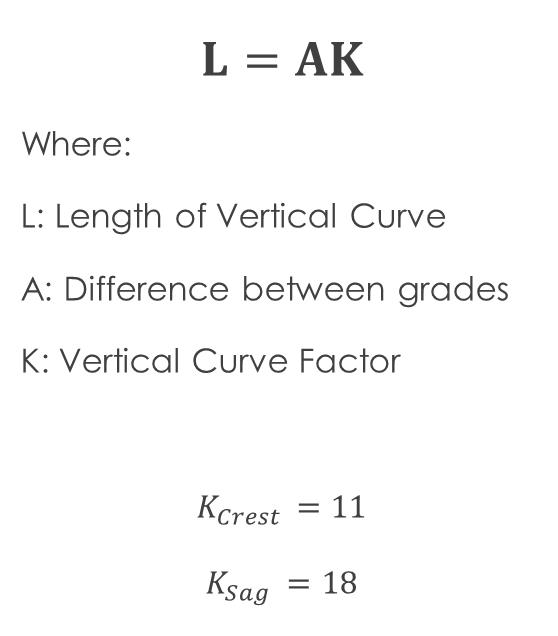 L = AK
Where:
L: Length of Vertical Curve
A: Difference between grades
K: Vertical Curve Factor
K_Crest = 11
K_Sag = 18